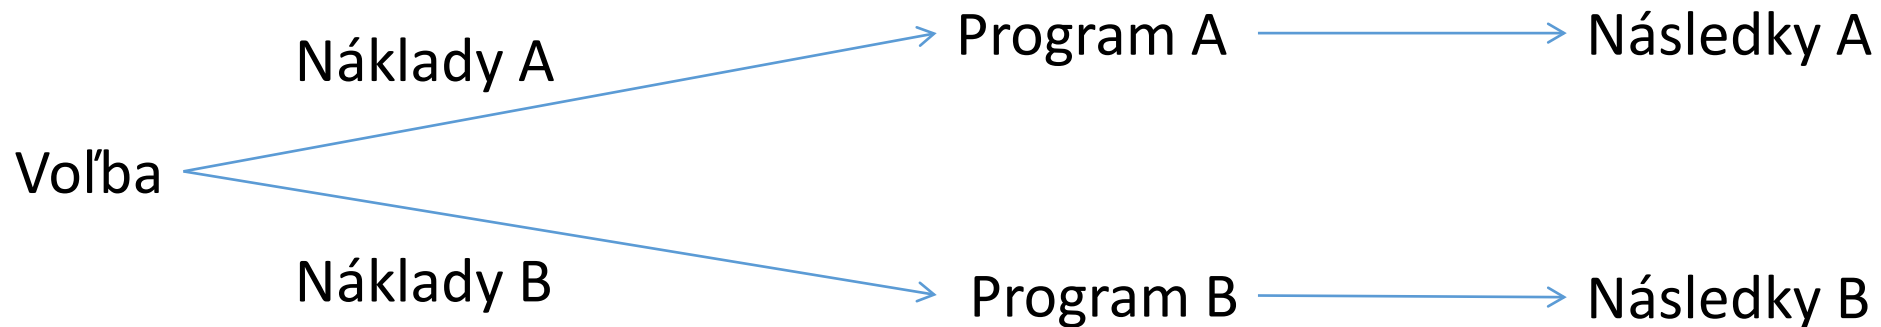 Náklady A
Program A
Následky A
Voľba
Náklady B
Program B
Následky B